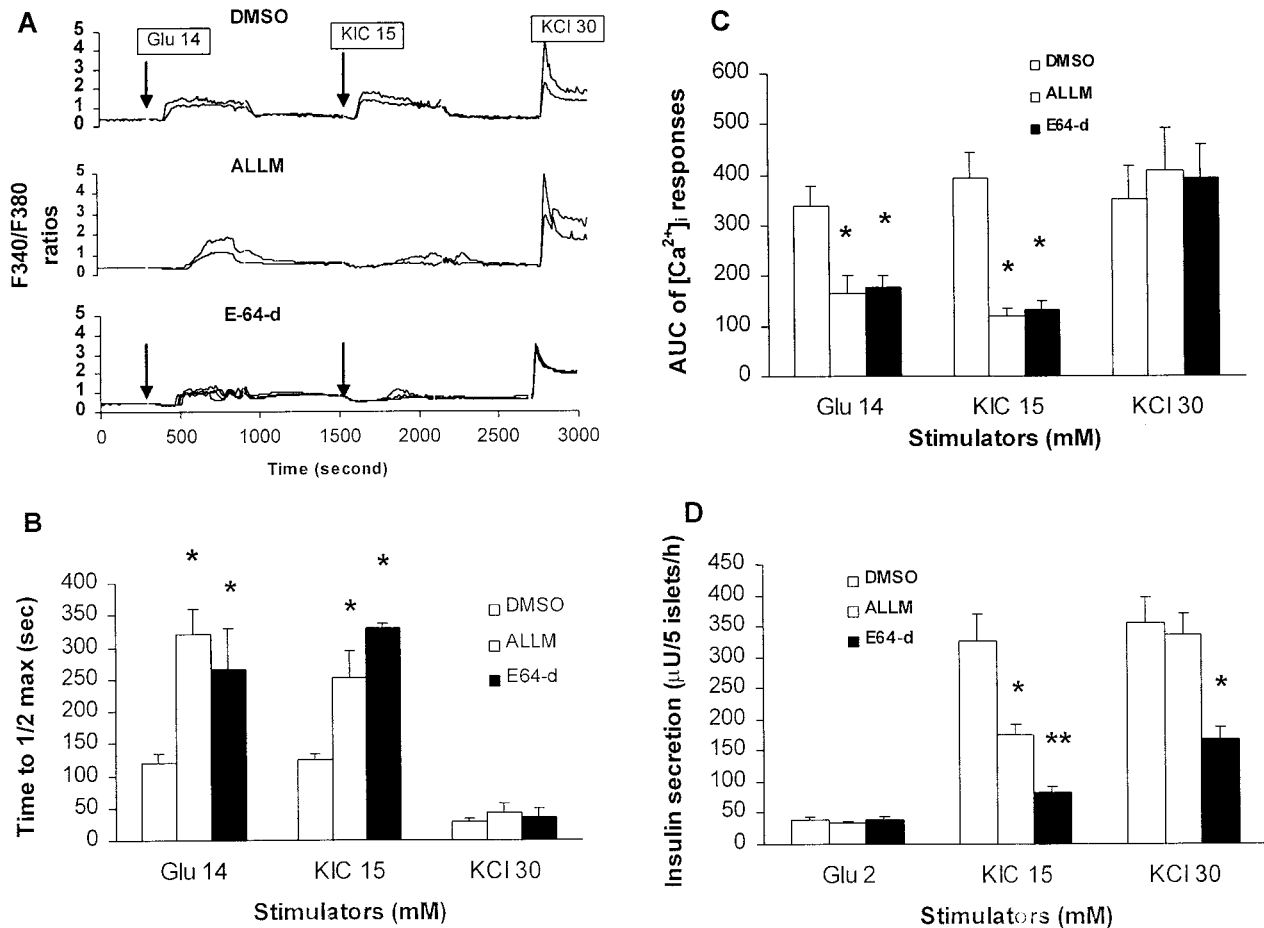 A
DMSO
Glu 14
KIC 15
KCl 30
5
4
3
2
1
0
ALLM
5
4
3
2
1
0
F340/F380
ratios
E-64-d
5
4
3
2
1
0
0 500 1000 1500 2000 2500 3000
Time (second)
B
400
350
300
250
200
150
100
50
0
Time to 1/2 max (sec)
* * * *
DMSO
ALLM
E64-d
Glu 14 KIC 15 KCl 30
Stimulators (mM)
C
600
500
400
300
200
100
0
AUC of [Ca²⁺]i responses
DMSO
ALLM
E64-d
* * * *
Glu 14 KIC 15 KCl 30
Stimulators (mM)
D
450
400
350
300
250
200
150
100
50
0
Insulin secretion (μU/5 islets/h)
DMSO
ALLM
E64-d
* ** *
Glu 2 KIC 15 KCl 30
Stimulators (mM)